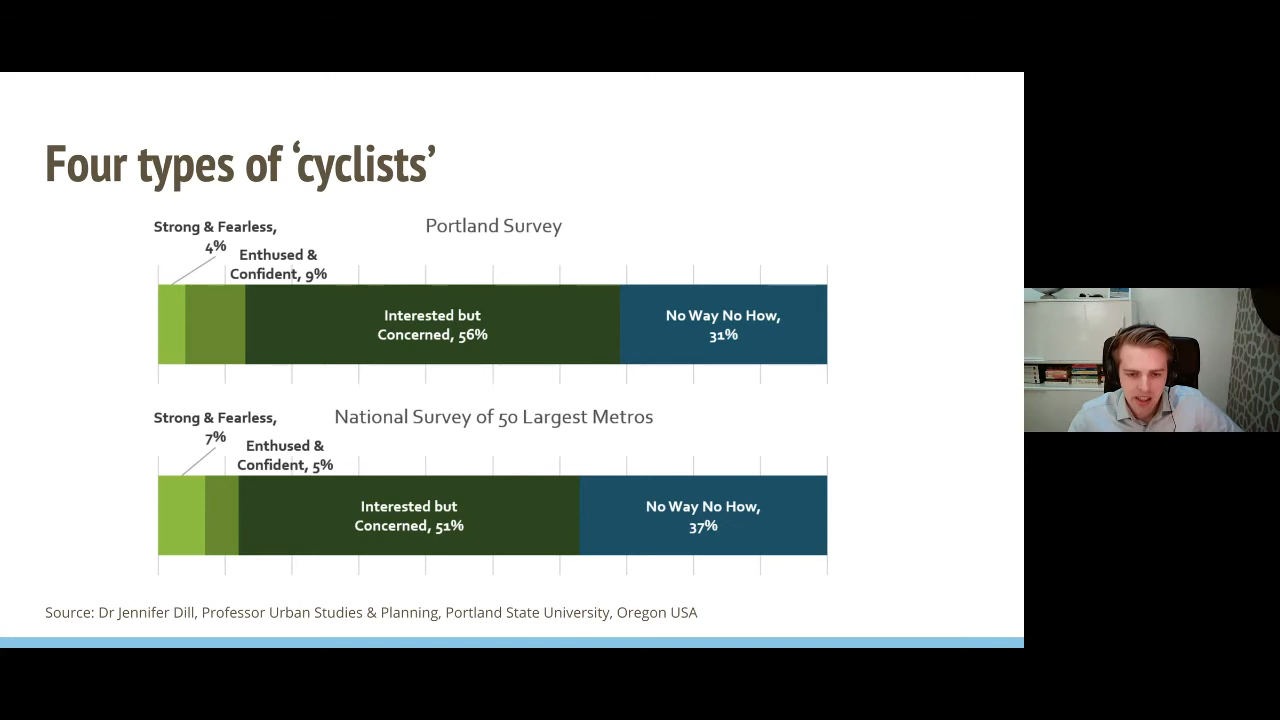 Four types of ‘cyclists’
Portland Survey
Strong & Fearless,
4%
Enthused &
Confident, 9%
Interested but
Concerned, 56%
No Way No How,
31%
National Survey of 50 Largest Metros
Strong & Fearless,
7%
Enthused &
Confident, 5%
Interested but
Concerned, 51%
No Way No How,
37%
Source: Dr Jennifer Dill, Professor Urban Studies & Planning, Portland State University, Oregon USA